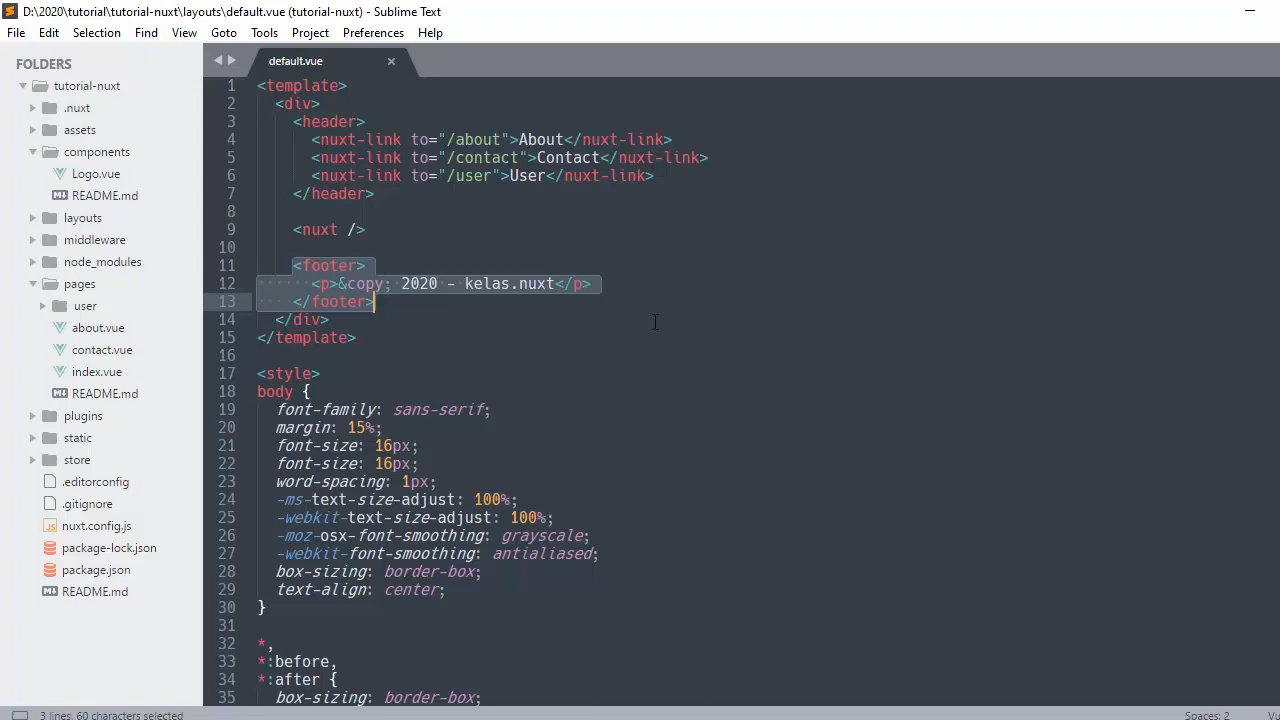 D:\2020\tutorial\tutorial-nuxt\layouts\default.vue (tutorial-nuxt) - Sublime Text
File Edit Selection Find View Goto Tools Project Preferences Help
FOLDERS
tutorial-nuxt
.nuxt
assets
components
Logo.vue
README.md
layouts
middleware
node_modules
pages
user
about.vue
contact.vue
index.vue
README.md
plugins
static
store
.editorconfig
.gitignore
nuxt.config.js
package-lock.json
package.json
README.md
default.vue
1 <template>
2 <div>
3 <header>
4 <nuxt-link to="/about">About</nuxt-link>
5 <nuxt-link to="/contact">Contact</nuxt-link>
6 <nuxt-link to="/user">User</nuxt-link>
7 </header>
8
9 <nuxt />
10
11 <footer>
12 <p>&copy; 2020 - kelas.nuxt</p>
13 </footer>
14 </div>
15 </template>
16
17 <style>
18 body {
19 font-family: sans-serif;
20 margin: 15%;
21 font-size: 16px;
22 font-size: 16px;
23 word-spacing: 1px;
24 -ms-text-size-adjust: 100%;
25 -webkit-text-size-adjust: 100%;
26 -moz-osx-font-smoothing: grayscale;
27 -webkit-font-smoothing: antialiased;
28 box-sizing: border-box;
29 text-align: center;
30 }
31
32 *,
33 *:before,
34 *:after {
35 box-sizing: border-box;
3 lines, 60 characters selected
Spaces: 2
Vu